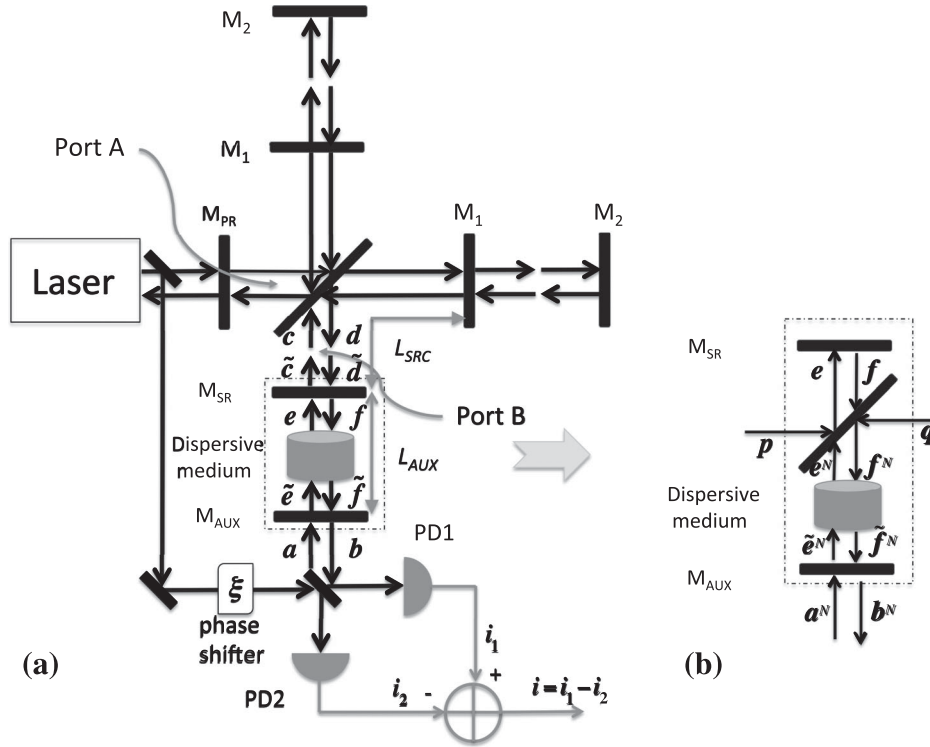 M2
Port A
M1
MPR
M1
M2
Laser
c
d
c̃
d̃
LSRC
MSR
e
f
Port B
Dispersive
medium
LAUX
ẽ
f̃
MAUX
a
b
PD1
ξ
phase
shifter
i1
+
PD2
i2
-
i=i1−i2
(a)
MSR
e
f
p
q
eN
fN
Dispersive
medium
ẽN
f̃N
MAUX
aN
bN
(b)